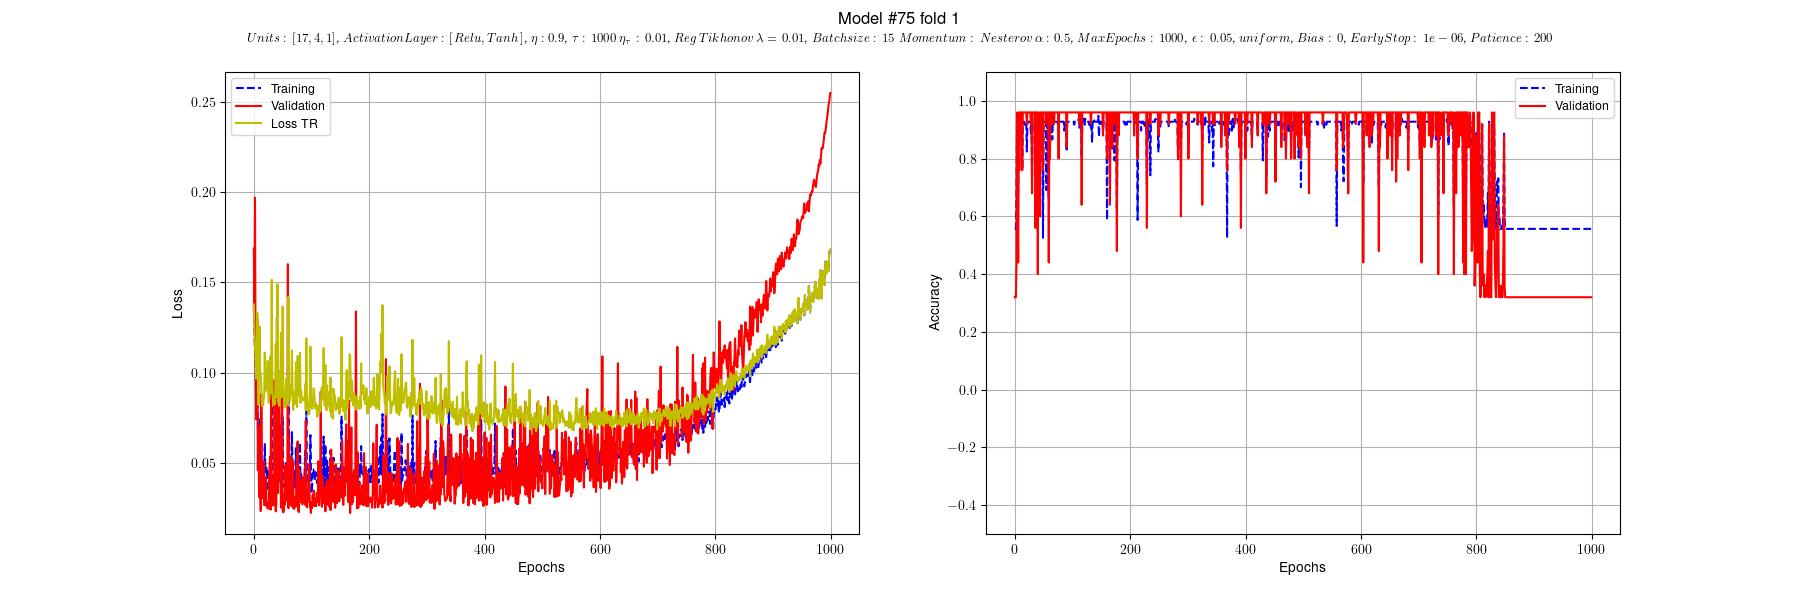 Model #75 fold 1
Units : [17, 4, 1], ActivationLayer : [Relu, Tanh], η : 0.9, τ : 1000 ητ : 0.01, Reg Tikhonov λ = 0.01, Batchsize : 15 Momentum : Nesterov α : 0.5, MaxEpochs : 1000, ϵ : 0.05, uniform, Bias : 0, EarlyStop : 1e − 06, Patience : 200
Training
Validation
Loss TR
0.25
0.20
0.15
0.10
0.05
Loss
0 200 400 600 800 1000
Epochs
Training
Validation
1.0
0.8
0.6
0.4
0.2
0.0
−0.2
−0.4
Accuracy
0 200 400 600 800 1000
Epochs